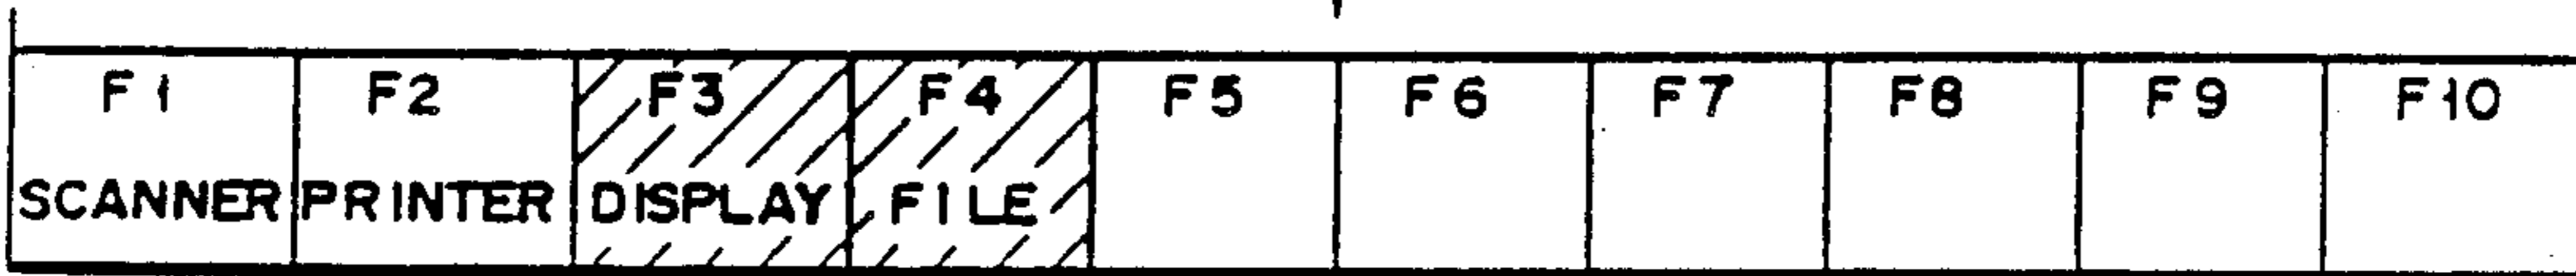 F1 F2 F3 F4 F5 F6 F7 F8 F9 F10
SCANNER PRINTER DISPLAY FILE